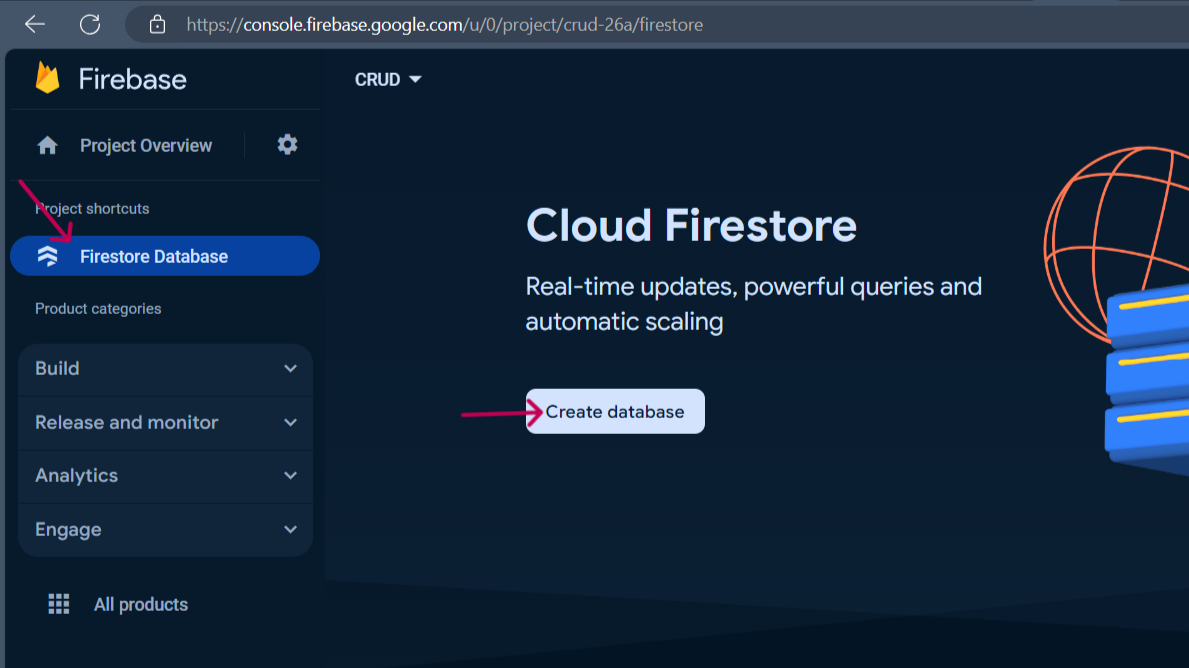 https://console.firebase.google.com/u/0/project/crud-26a/firestore
Firebase
CRUD
Project Overview
Project shortcuts
Firestore Database
Product categories
Build
Release and monitor
Analytics
Engage
All products
Cloud Firestore
Real-time updates, powerful queries and
automatic scaling
Create database